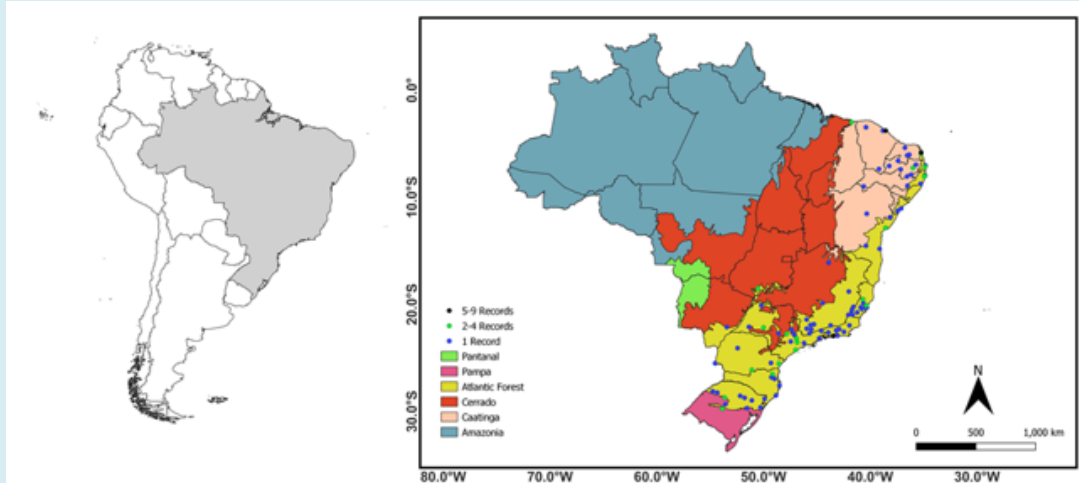 0.0°
10.0°S
20.0°S
30.0°S
5-9 Records
2-4 Records
1 Record
Pantanal
Pampa
Atlantic Forest
Cerrado
Caatinga
Amazonia
N
0 500 1,000 km
80.0°W 70.0°W 60.0°W 50.0°W 40.0°W 30.0°W